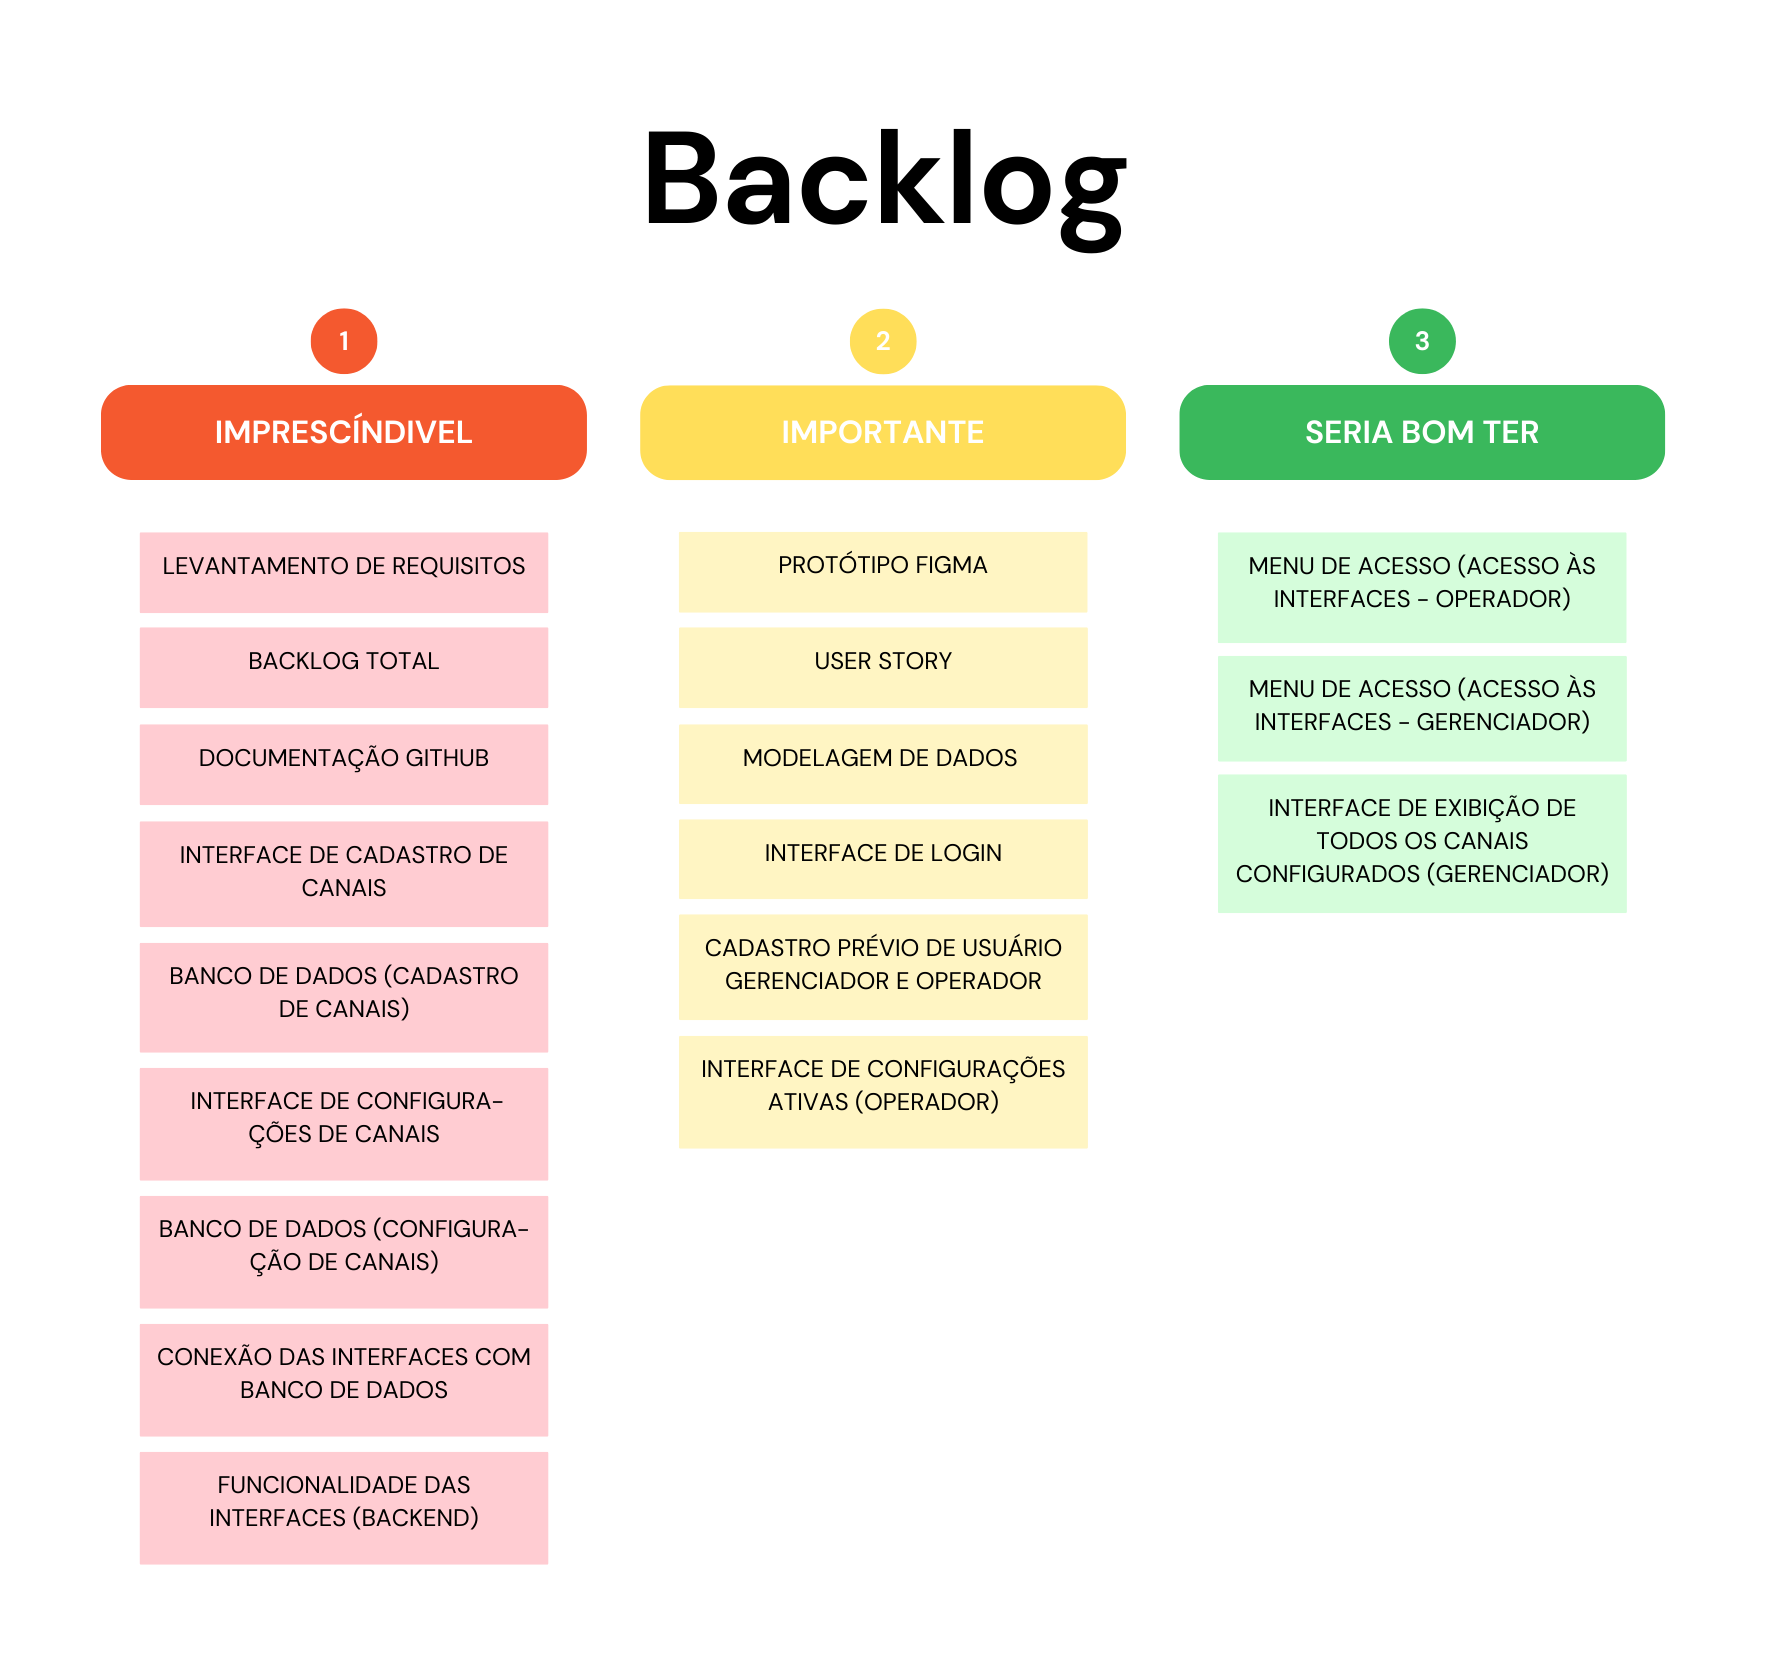 Backlog
1
IMPRESCÍNDIVEL
LEVANTAMENTO DE REQUISITOS
BACKLOG TOTAL
DOCUMENTAÇÃO GITHUB
INTERFACE DE CADASTRO DE
CANAIS
BANCO DE DADOS (CADASTRO
DE CANAIS)
INTERFACE DE CONFIGURA-
ÇÕES DE CANAIS
BANCO DE DADOS (CONFIGURA-
ÇÃO DE CANAIS)
CONEXÃO DAS INTERFACES COM
BANCO DE DADOS
FUNCIONALIDADE DAS
INTERFACES (BACKEND)
2
IMPORTANTE
PROTÓTIPO FIGMA
USER STORY
MODELAGEM DE DADOS
INTERFACE DE LOGIN
CADASTRO PRÉVIO DE USUÁRIO
GERENCIADOR E OPERADOR
INTERFACE DE CONFIGURAÇÕES
ATIVAS (OPERADOR)
3
SERIA BOM TER
MENU DE ACESSO (ACESSO ÀS
INTERFACES - OPERADOR)
MENU DE ACESSO (ACESSO ÀS
INTERFACES - GERENCIADOR)
INTERFACE DE EXIBIÇÃO DE
TODOS OS CANAIS
CONFIGURADOS (GERENCIADOR)